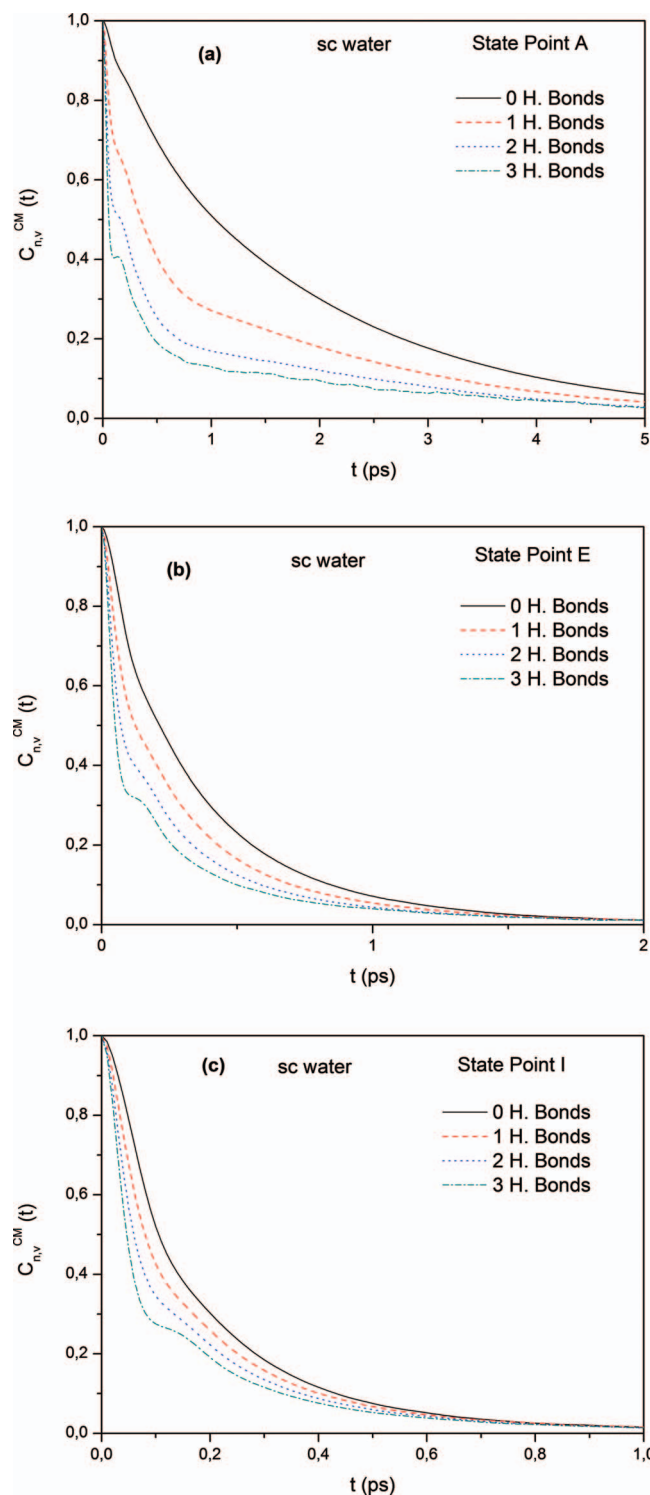 1,0
(a)
sc water
State Point A
0,8
0 H. Bonds
1 H. Bonds
2 H. Bonds
3 H. Bonds
0,6
C n,v CM (t)
0,4
0,2
0,0
0 1 2 3 4 5
t (ps)
1,0
(b)
sc water
State Point E
0,8
0 H. Bonds
1 H. Bonds
2 H. Bonds
3 H. Bonds
0,6
C n,v CM (t)
0,4
0,2
0,0
0 1 2
t (ps)
1,0
(c)
sc water
State Point I
0,8
0 H. Bonds
1 H. Bonds
2 H. Bonds
3 H. Bonds
0,6
C n,v CM (t)
0,4
0,2
0,0
0,0 0,2 0,4 0,6 0,8 1,0
t (ps)